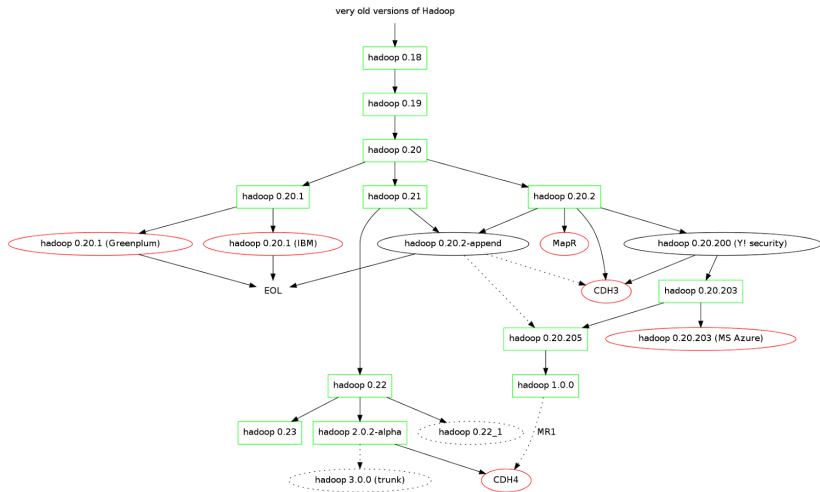 very old versions of Hadoop
hadoop 0.18
hadoop 0.19
hadoop 0.20
hadoop 0.20.1
hadoop 0.21
hadoop 0.20.2
hadoop 0.20.1 (Greenplum)
hadoop 0.20.1 (IBM)
hadoop 0.20.2-append
MapR
hadoop 0.20.200 (Y! security)
EOL
CDH3
hadoop 0.20.203
hadoop 0.20.205
hadoop 0.20.203 (MS Azure)
hadoop 0.22
hadoop 1.0.0
hadoop 0.23
hadoop 2.0.2-alpha
hadoop 0.22_1
MR1
hadoop 3.0.0 (trunk)
CDH4